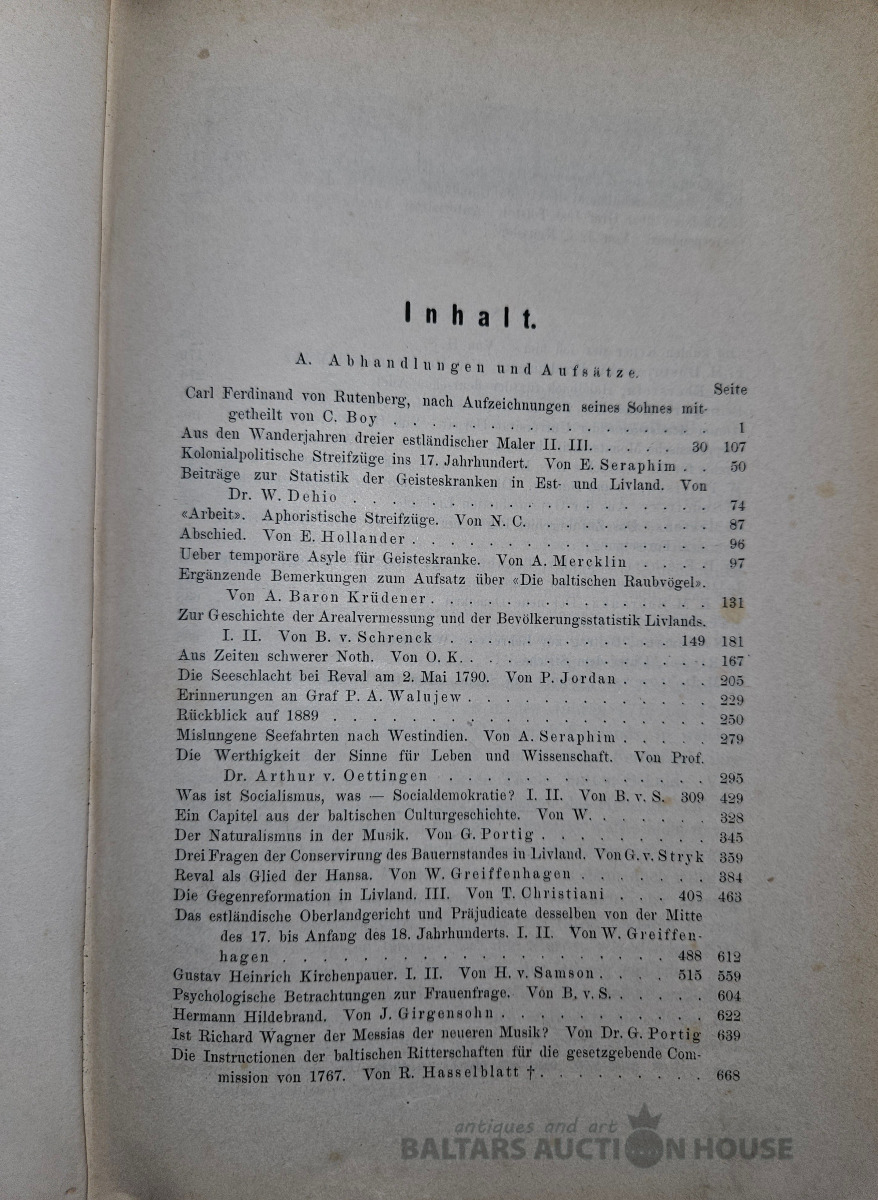 Inhalt.
A. Abhandlungen und Aufsätze.
Seite
Carl Ferdinand von Rutenberg, nach Aufzeichnungen seines Sohnes mit-
getheilt von C. Boy . . . . . . . . . . . . . . . . 1
Aus den Wanderjahren dreier estländischer Maler II. III. . . . . . 30 107
Kolonialpolitische Streifzüge ins 17. Jahrhundert. Von E. Seraphim . . 50
Beiträge zur Statistik der Geisteskranken in Est- und Livland. Von
Dr. W. Dehio . . . . . . . . . . . . . . . . . . 74
«Arbeit». Aphoristische Streifzüge. Von N. C. . . . . . . . . . 87
Abschied. Von E. Hollander . . . . . . . . . . . . . . . 96
Ueber temporäre Asyle für Geisteskranke. Von A. Mercklin . . . . 97
Ergänzende Bemerkungen zum Aufsatz über «Die baltischen Raubvögel».
Von A. Baron Krüdener . . . . . . . . . . . . . . 131
Zur Geschichte der Arealvermessung und der Bevölkerungsstatistik Livlands.
I. II. Von B. v. Schrenck . . . . . . . . . . . 149 181
Aus Zeiten schwerer Noth. Von O. K. . . . . . . . . . . . . 167
Die Seeschlacht bei Reval am 2. Mai 1790. Von P. Jordan . . . . . 205
Erinnerungen an Graf P. A. Walujew . . . . . . . . . . . . . 229
Rückblick auf 1889 . . . . . . . . . . . . . . . . . . . 250
Mislungene Seefahrten nach Westindien. Von A. Seraphim . . . . . 279
Die Werthigkeit der Sinne für Leben und Wissenschaft. Von Prof.
Dr. Arthur v. Oettingen . . . . . . . . . . . . . . 295
Was ist Socialismus, was — Socialdemokratie? I. II. Von B. v. S. 309 429
Ein Capitel aus der baltischen Culturgeschichte. Von W. . . . . . . 328
Der Naturalismus in der Musik. Von G. Portig . . . . . . . . . 345
Drei Fragen der Conservirung des Bauernstandes in Livland. Von G. v. Stryk 359
Reval als Glied der Hansa. Von W. Greiffenhagen . . . . . . . 384
Die Gegenreformation in Livland. III. Von T. Christiani . . . 408 463
Das estländische Oberlandgericht und Präjudicate desselben von der Mitte
des 17. bis Anfang des 18. Jahrhunderts. I. II. Von W. Greiffen-
hagen . . . . . . . . . . . . . . . . . . . . 488 612
Gustav Heinrich Kirchenpauer. I. II. Von H. v. Samson . . . . 515 559
Psychologische Betrachtungen zur Frauenfrage. Von B. v. S. . . . . . 604
Hermann Hildebrand. Von J. Girgensohn . . . . . . . . . . . 622
Ist Richard Wagner der Messias der neueren Musik? Von Dr. G. Portig 639
Die Instructionen der baltischen Ritterschaften für die gesetzgebende Com-
mission von 1767. Von R. Hasselblatt † . . . . . . . . . 668
antiques and art
BALTARS AUCTION HOUSE